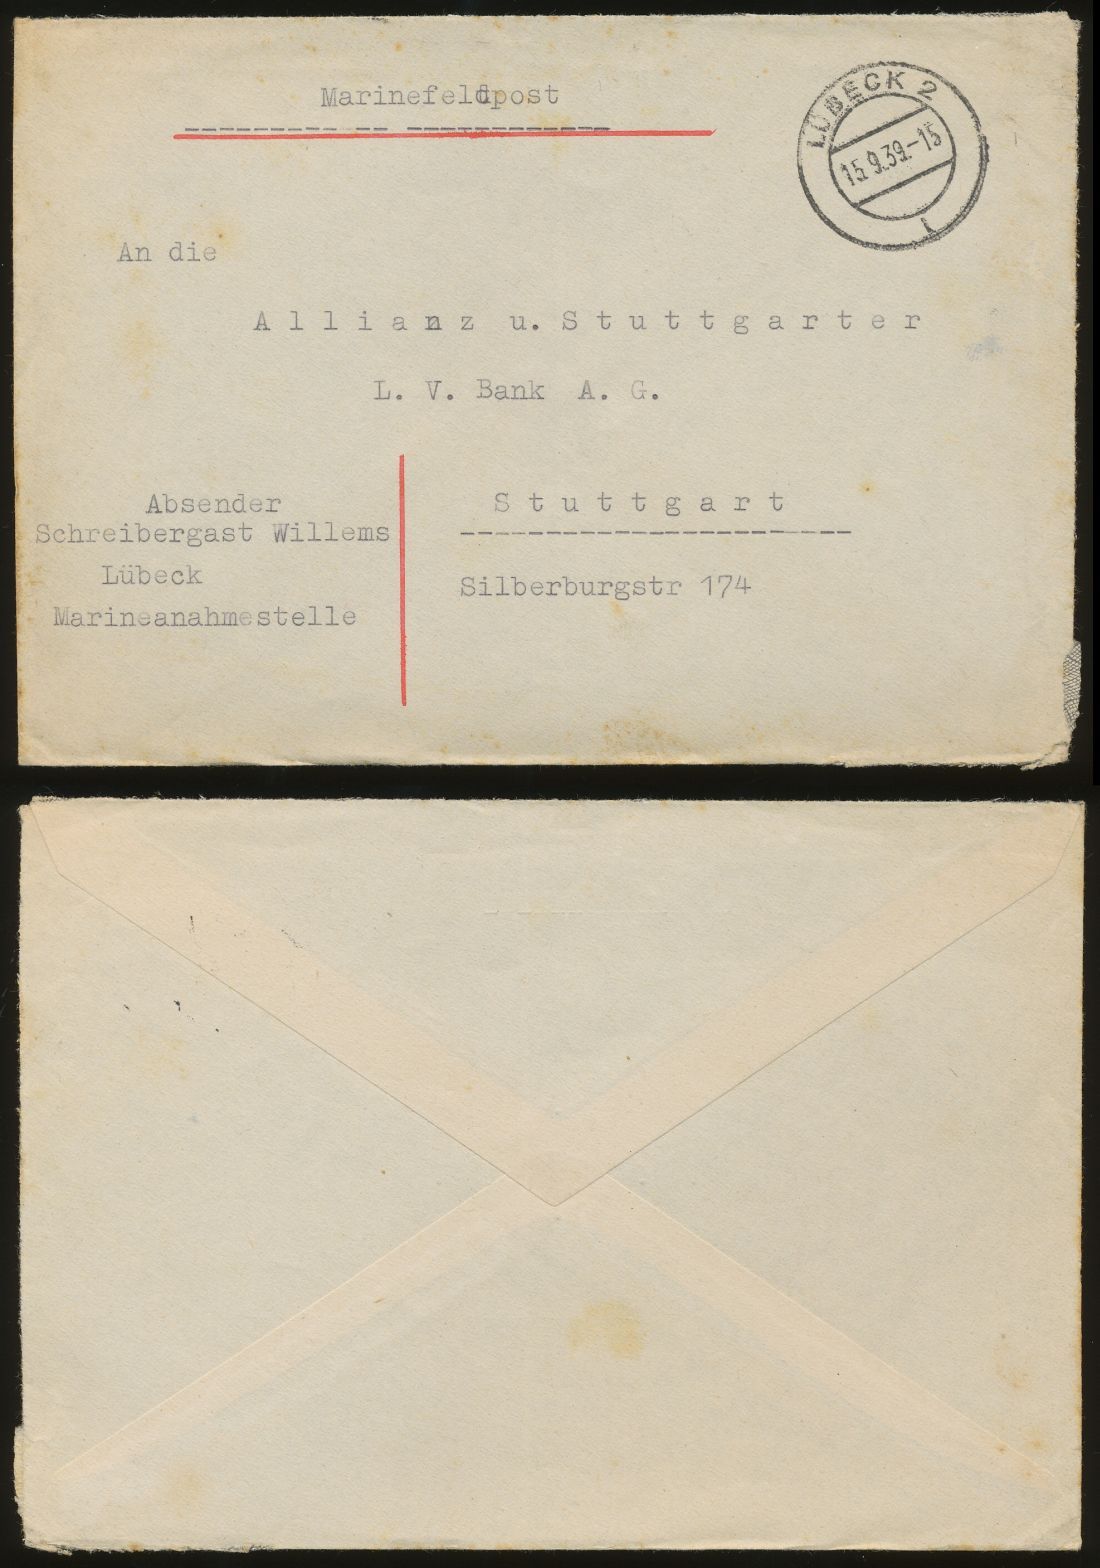 Marinefeldpost
LÜBECK 2
15.9.39.-15
An die
Allianz u. Stuttgarter
L. V. Bank A. G.
Absender
Schreibergast Willems
Lübeck
Marineanahmestelle
Stuttgart
Silberburgstr 174